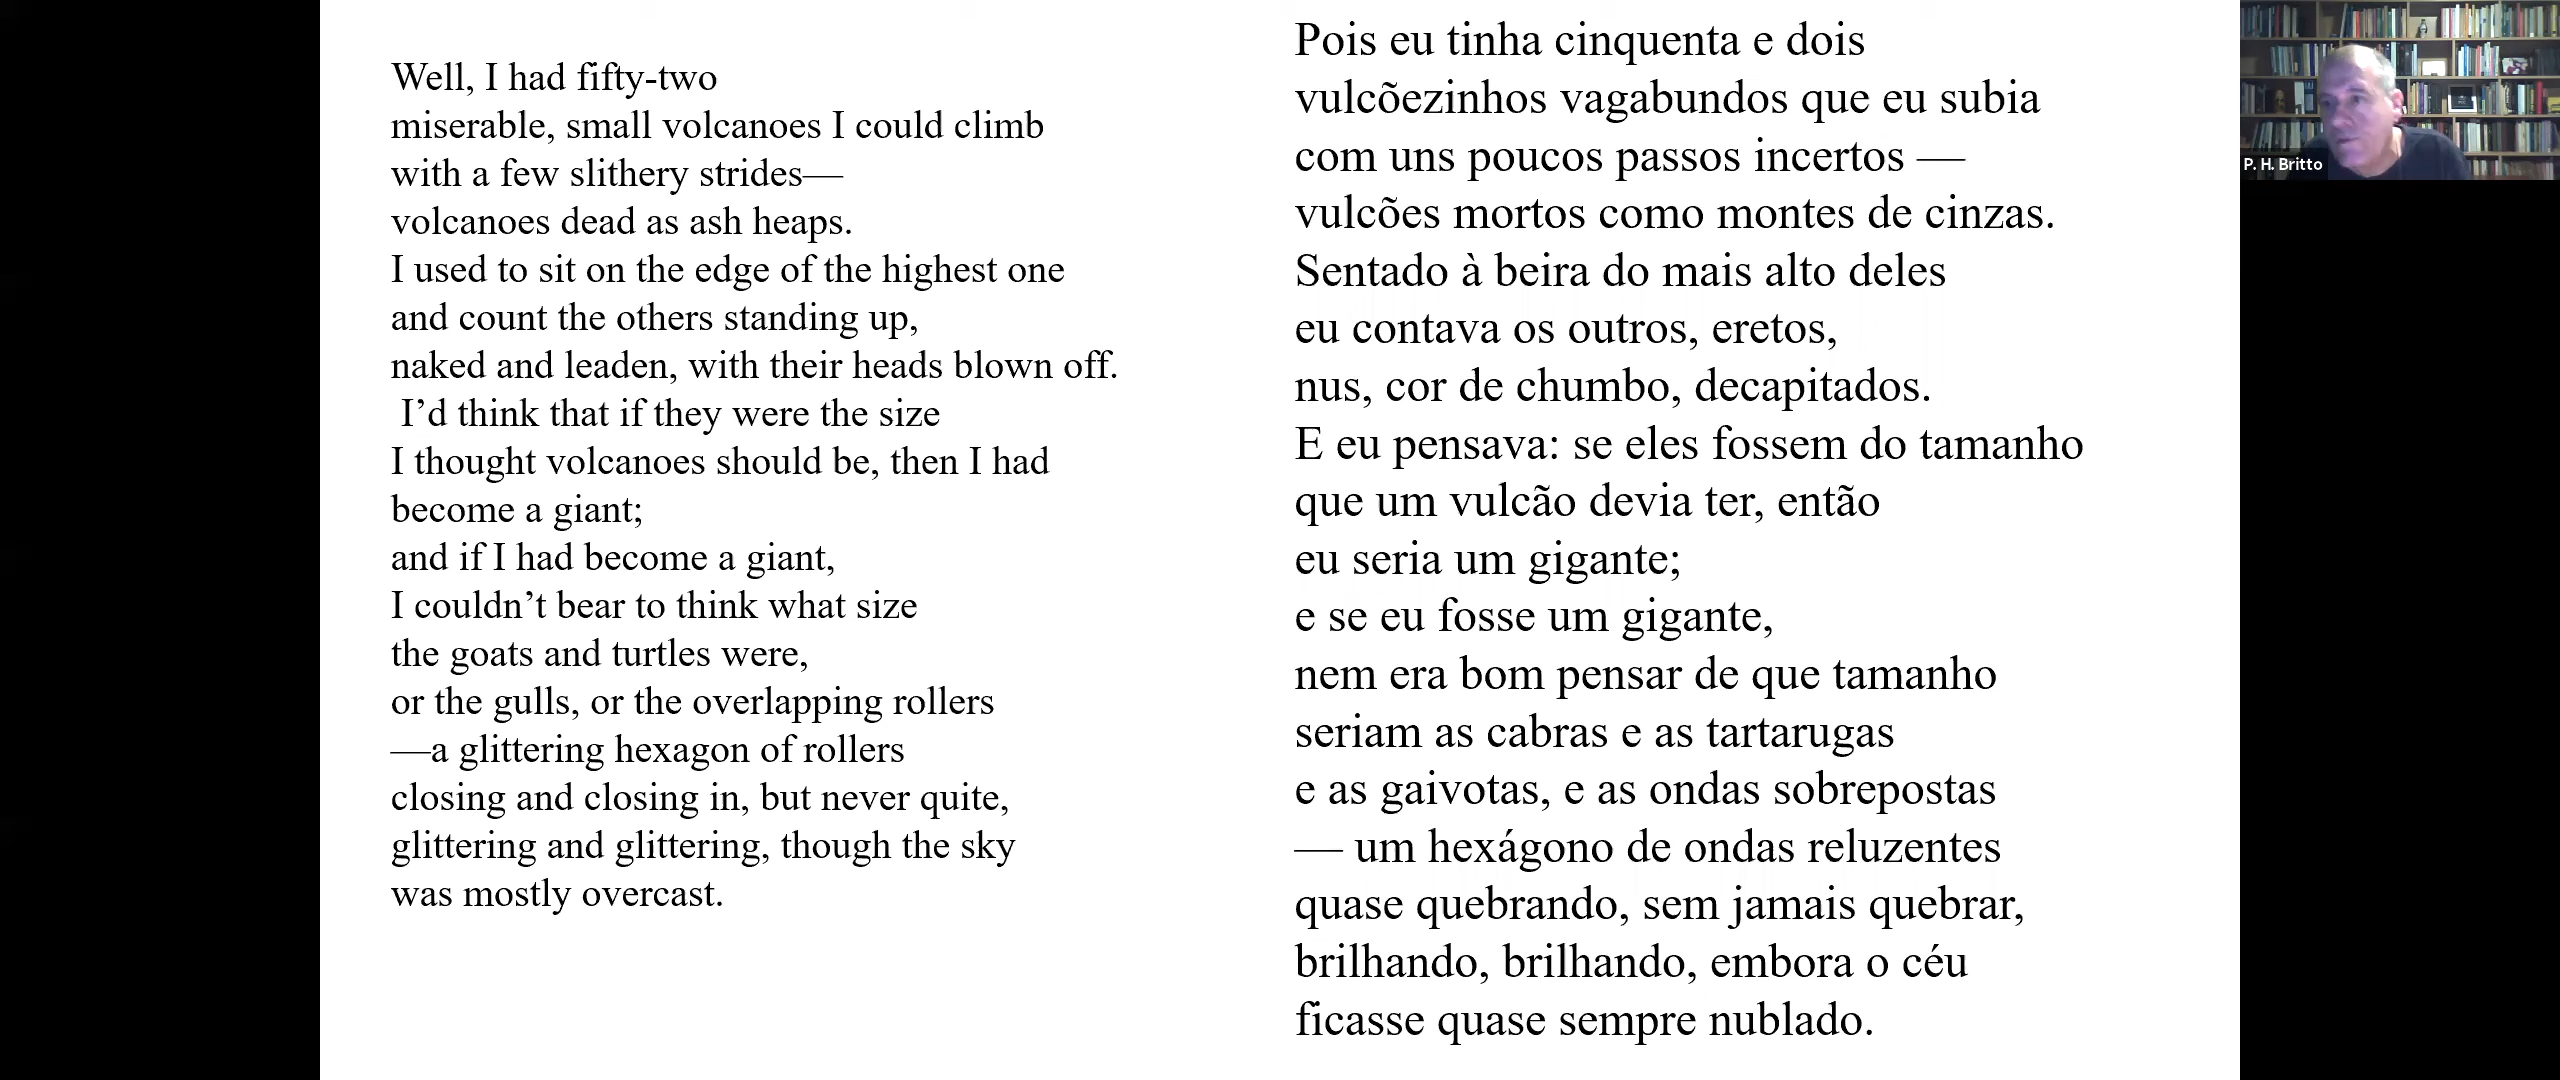 Well, I had fifty-two
miserable, small volcanoes I could climb
with a few slithery strides—
volcanoes dead as ash heaps.
I used to sit on the edge of the highest one
and count the others standing up,
naked and leaden, with their heads blown off.
I’d think that if they were the size
I thought volcanoes should be, then I had
become a giant;
and if I had become a giant,
I couldn’t bear to think what size
the goats and turtles were,
or the gulls, or the overlapping rollers
—a glittering hexagon of rollers
closing and closing in, but never quite,
glittering and glittering, though the sky
was mostly overcast.
Pois eu tinha cinquenta e dois
vulcõezinhos vagabundos que eu subia
com uns poucos passos incertos —
vulcões mortos como montes de cinzas.
Sentado à beira do mais alto deles
eu contava os outros, eretos,
nus, cor de chumbo, decapitados.
E eu pensava: se eles fossem do tamanho
que um vulcão devia ter, então
eu seria um gigante;
e se eu fosse um gigante,
nem era bom pensar de que tamanho
seriam as cabras e as tartarugas
e as gaivotas, e as ondas sobrepostas
— um hexágono de ondas reluzentes
quase quebrando, sem jamais quebrar,
brilhando, brilhando, embora o céu
ficasse quase sempre nublado.
P. H. Britto